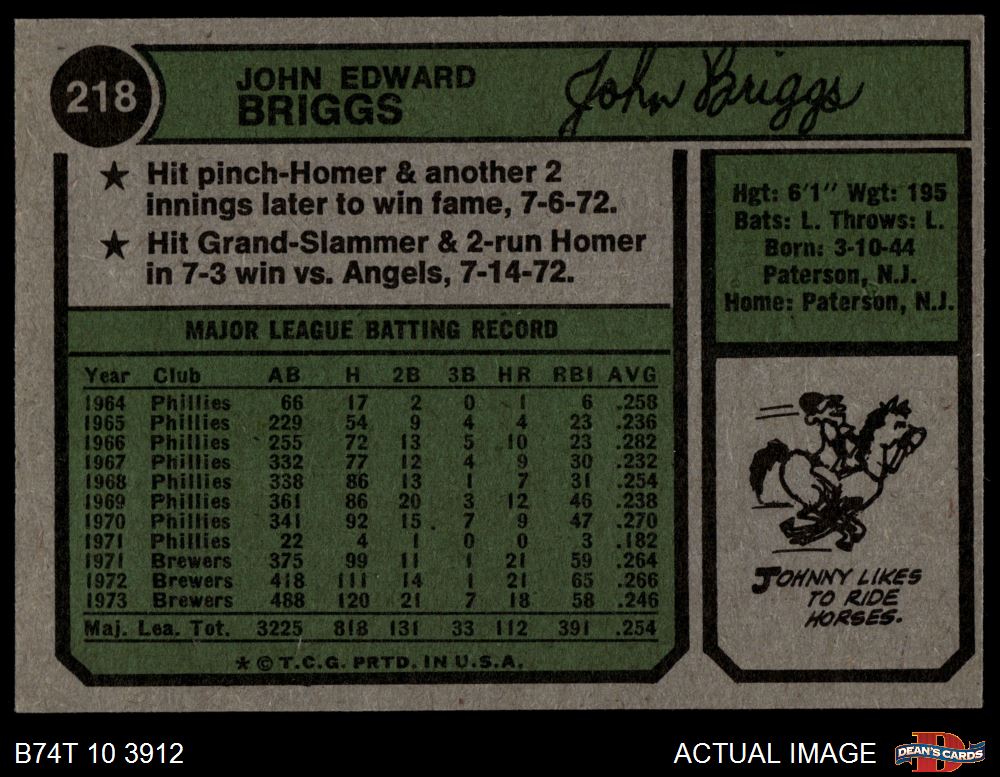 218
JOHN EDWARD
BRIGGS
John Briggs
★ Hit pinch-Homer & another 2
innings later to win fame, 7-6-72.
★ Hit Grand-Slammer & 2-run Homer
in 7-3 win vs. Angels, 7-14-72.
Hgt: 6'1" Wgt: 195
Bats: L. Throws: L.
Born: 3-10-44
Paterson, N.J.
Home: Paterson, N.J.
MAJOR LEAGUE BATTING RECORD
Year Club AB H 2B 3B HR RBI AVG
1964 Phillies 66 17 2 0 1 6 .258
1965 Phillies 229 54 9 4 4 23 .236
1966 Phillies 255 72 13 5 10 23 .282
1967 Phillies 332 77 12 4 9 30 .232
1968 Phillies 338 86 13 1 7 31 .254
1969 Phillies 361 86 20 3 12 46 .238
1970 Phillies 341 92 15 7 9 47 .270
1971 Phillies 22 4 1 0 0 3 .182
1971 Brewers 375 99 11 1 21 59 .264
1972 Brewers 418 111 14 1 21 65 .266
1973 Brewers 488 120 21 7 18 58 .246
Maj. Lea. Tot. 3225 818 131 33 112 391 .254
* © T.C.G. PRTD. IN U.S.A.
JOHNNY LIKES
TO RIDE
HORSES.
B74T 10 3912
ACTUAL IMAGE
D
DEAN'S CARDS